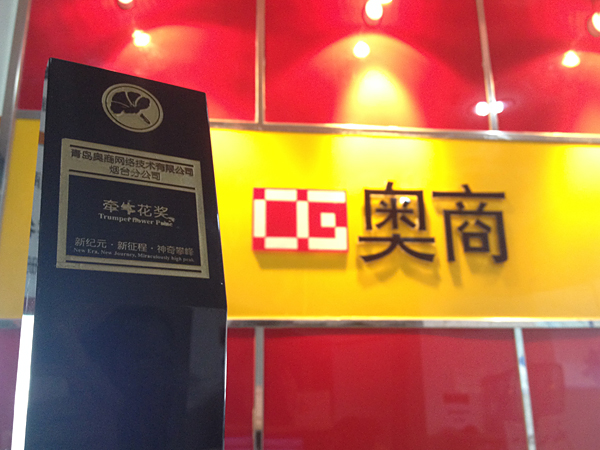 青岛奥商网络技术有限公司
烟台分公司
牵牛花奖
Trumpet flower
新纪元·新征程·神奇攀峰
New Era, New Journey, Miraculously high peak
奥商